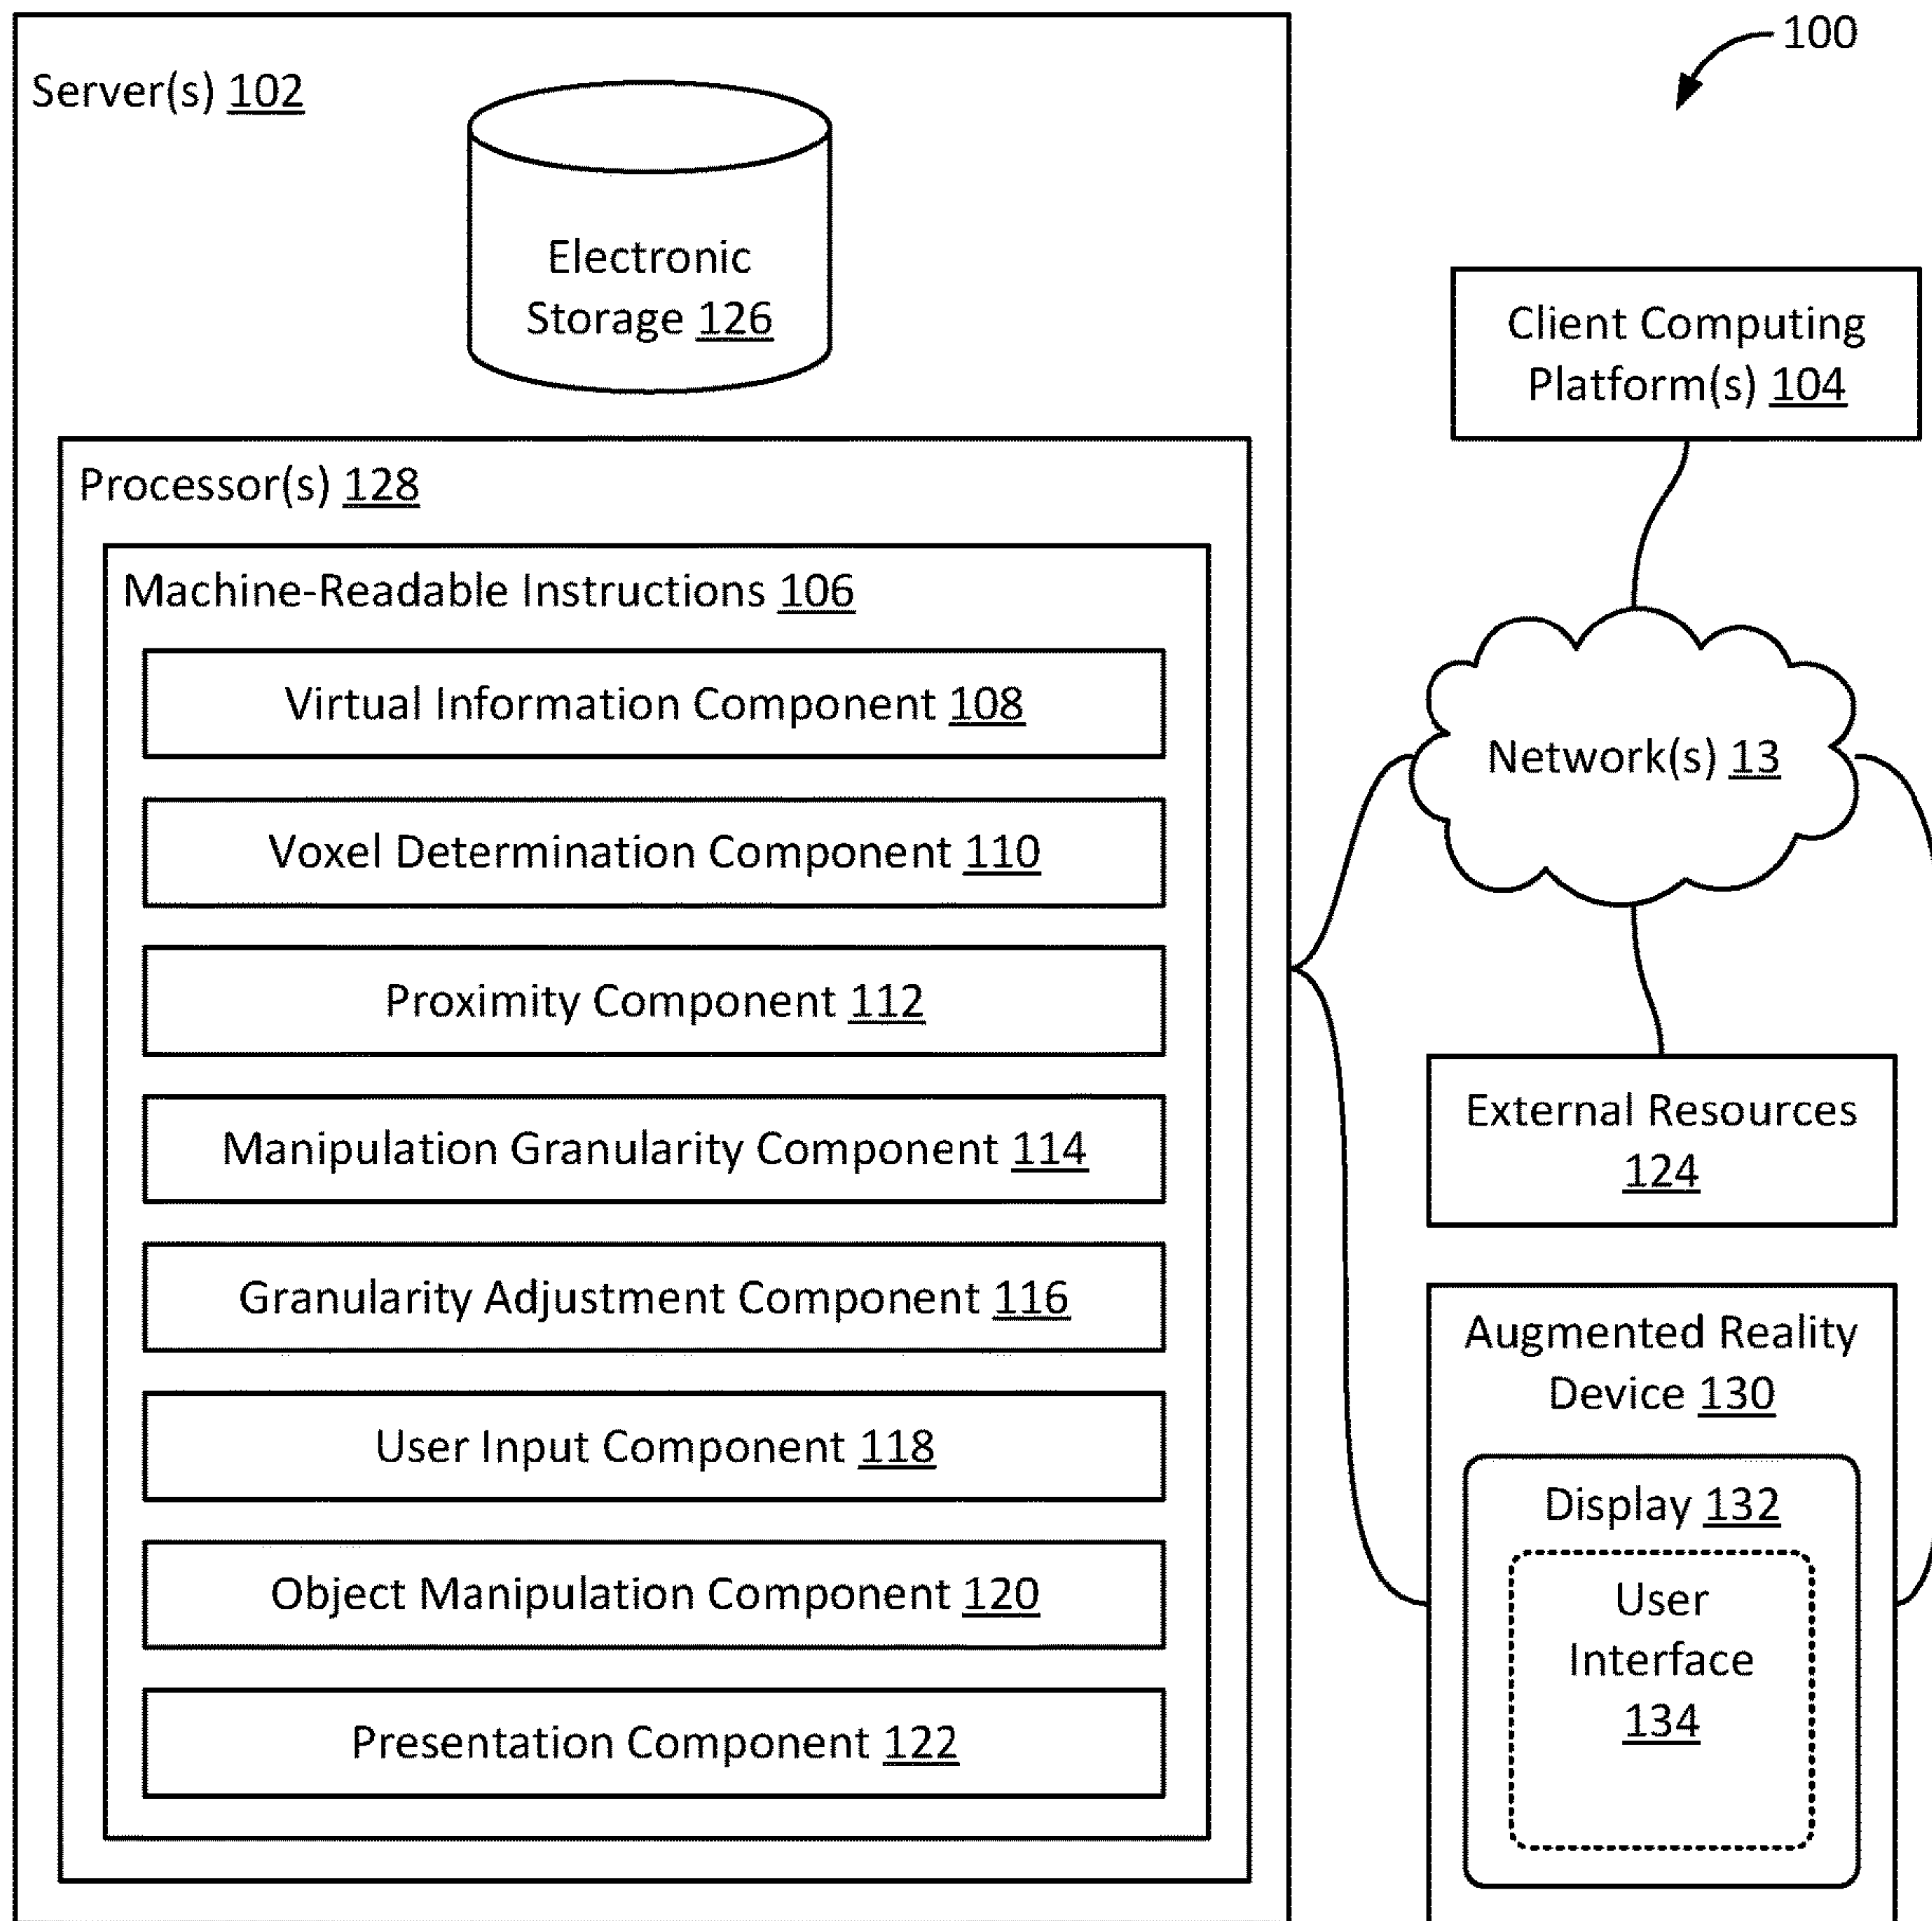 100
Server(s) 102
Electronic
Storage 126
Client Computing
Platform(s) 104
Processor(s) 128
Machine-Readable Instructions 106
Virtual Information Component 108
Network(s) 13
Voxel Determination Component 110
Proximity Component 112
Manipulation Granularity Component 114
External Resources
124
Granularity Adjustment Component 116
User Input Component 118
Object Manipulation Component 120
Presentation Component 122
Augmented Reality
Device 130
Display 132
User
Interface
134